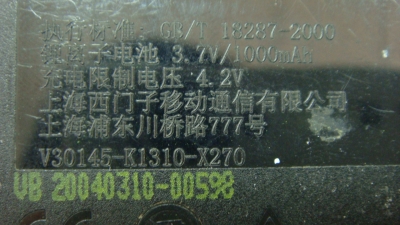 执行标准: GB/T 18287-2000
锂离子电池 3.7V/1000mAh
充电限制电压 4.2V
上海西门子移动通信有限公司
上海浦东川桥路777号
V30145-K1310-X270
VB 20040310-00598